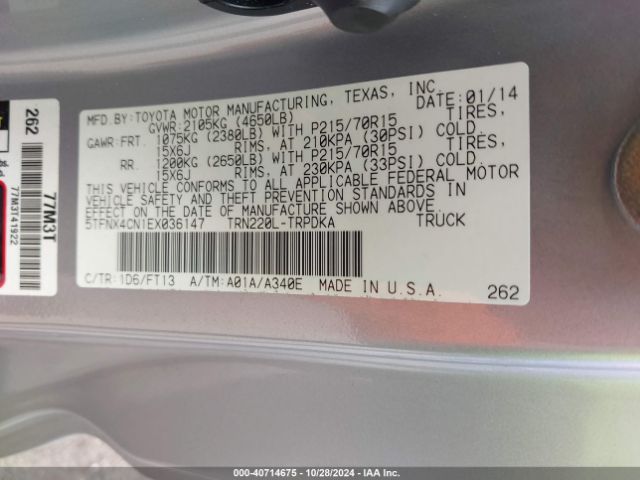 MFD.BY:TOYOTA MOTOR MANUFACTURING, TEXAS, INC.
GVWR:2105KG (4650LB) DATE:01/14
GAWR:FRT. 1075KG (2380LB) WITH P215/70R15 TIRES,
15X6J RIMS, AT 210KPA (30PSI) COLD.
RR. 1200KG (2650LB) WITH P215/70R15 TIRES,
15X6J RIMS, AT 230KPA (33PSI) COLD.
THIS VEHICLE CONFORMS TO ALL APPLICABLE FEDERAL MOTOR
VEHICLE SAFETY AND THEFT PREVENTION STANDARDS IN
EFFECT ON THE DATE OF MANUFACTURE SHOWN ABOVE.
5TFNX4CN1EX036147 TRN220L-TRPDKA TRUCK
C/TR:1D6/FT13 A/TM:A01A/A340E MADE IN U.S.A.
262
262
77M3T
77M3T41922
000-40714675 | 10/28/2024 | IAA Inc.